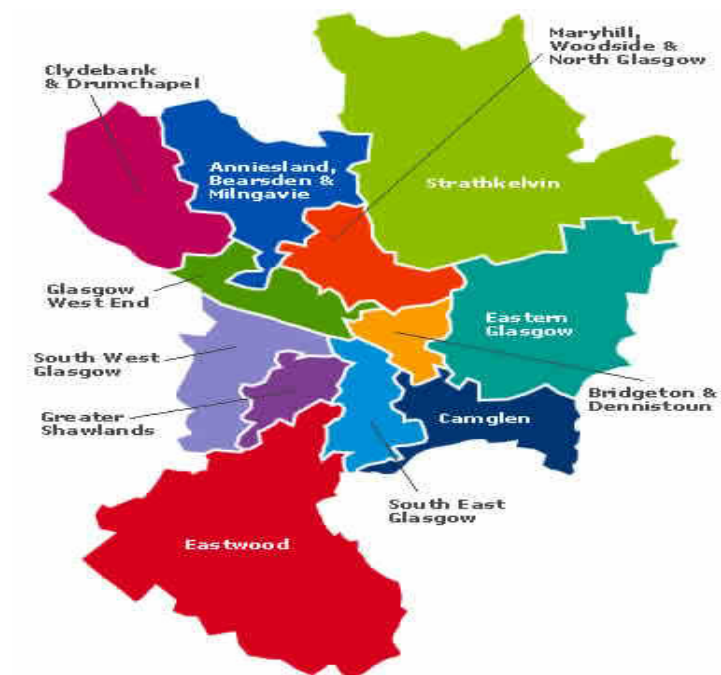 Maryhill,
Woodside &
North Glasgow
Clydebank
& Drumchapel
Anniesland,
Bearsden &
Milngavie
Strathkelvin
Glasgow
West End
Eastern
Glasgow
South West
Glasgow
Bridgeton &
Dennistoun
Greater
Shawlands
Camglen
South East
Glasgow
Eastwood